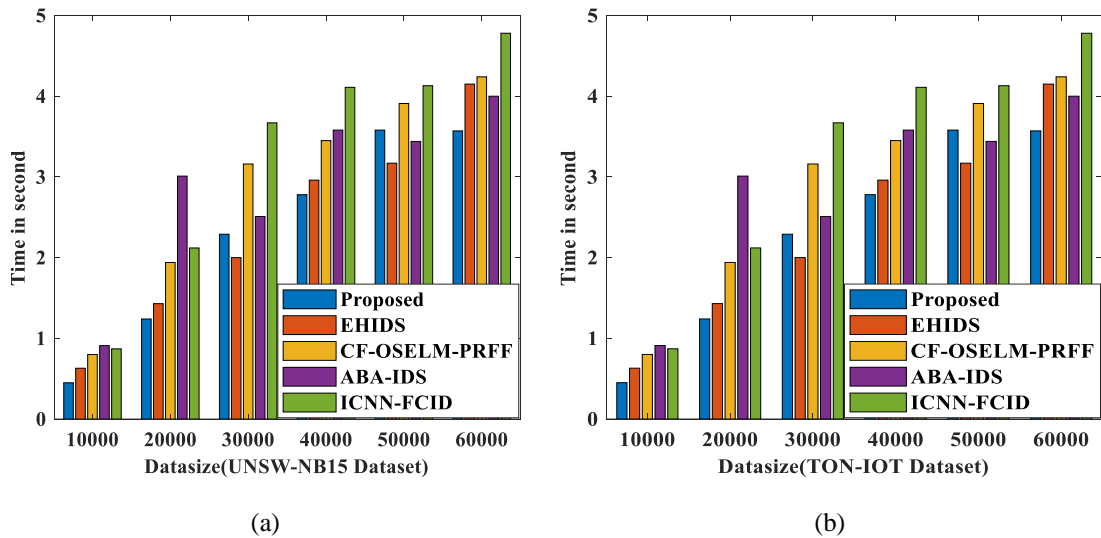 5
4
3
2
1
0
Time in second
10000 20000 30000 40000 50000 60000
Datasize(UNSW-NB15 Dataset)
Proposed
EHIDS
CF-OSELM-PRFF
ABA-IDS
ICNN-FCID
(a)
5
4
3
2
1
0
Time in second
10000 20000 30000 40000 50000 60000
Datasize(TON-IOT Dataset)
Proposed
EHIDS
CF-OSELM-PRFF
ABA-IDS
ICNN-FCID
(b)